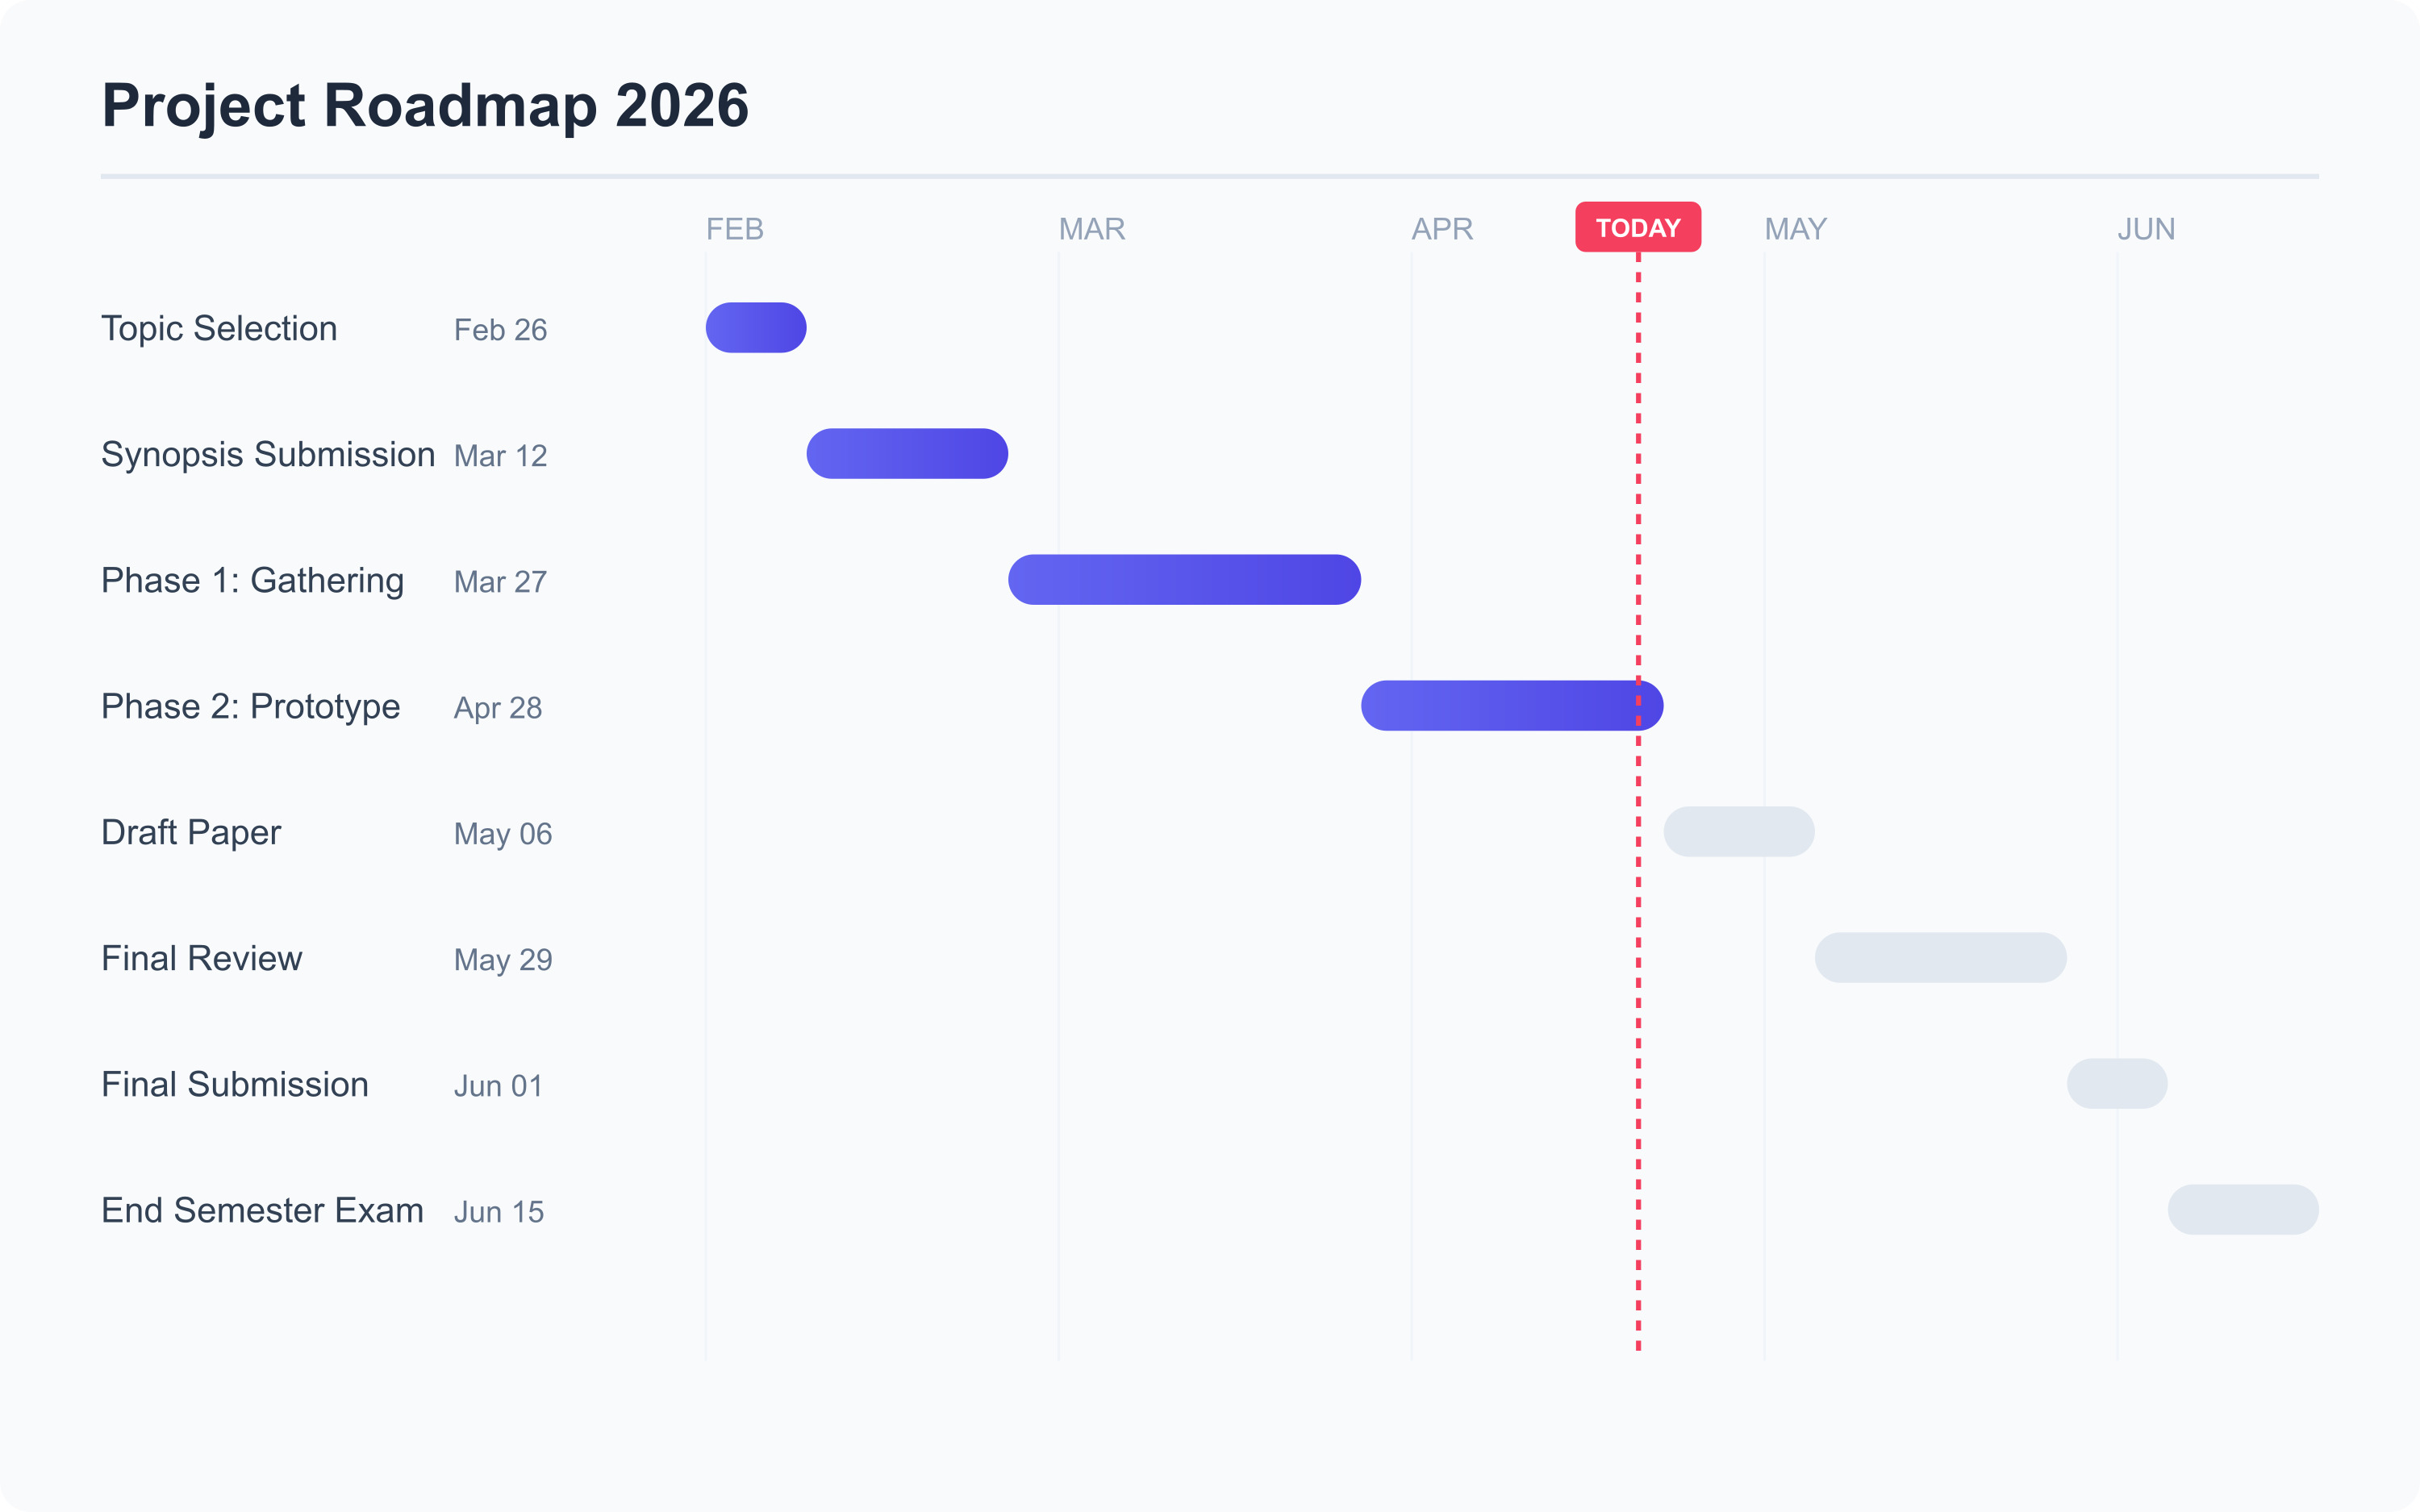 Project Roadmap 2026
FEB MAR APR TODAY MAY JUN
Topic Selection Feb 26
Synopsis Submission Mar 12
Phase 1: Gathering Mar 27
Phase 2: Prototype Apr 28
Draft Paper May 06
Final Review May 29
Final Submission Jun 01
End Semester Exam Jun 15